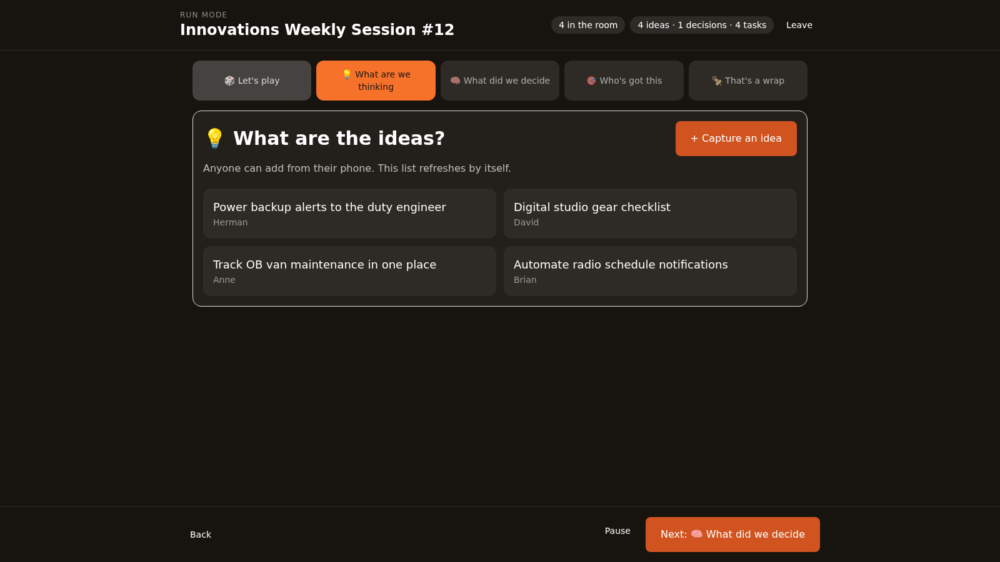 RUN MODE
Innovations Weekly Session #12
4 in the room
4 ideas · 1 decisions · 4 tasks
Leave
🎲 Let's play
💡 What are we
thinking
🧠 What did we decide
🎯 Who's got this
🛰️ That's a wrap
💡 What are the ideas?
+ Capture an idea
Anyone can add from their phone. This list refreshes by itself.
Power backup alerts to the duty engineer
Herman
Digital studio gear checklist
David
Track OB van maintenance in one place
Anne
Automate radio schedule notifications
Brian
Back
Pause
Next: 🧠 What did we decide